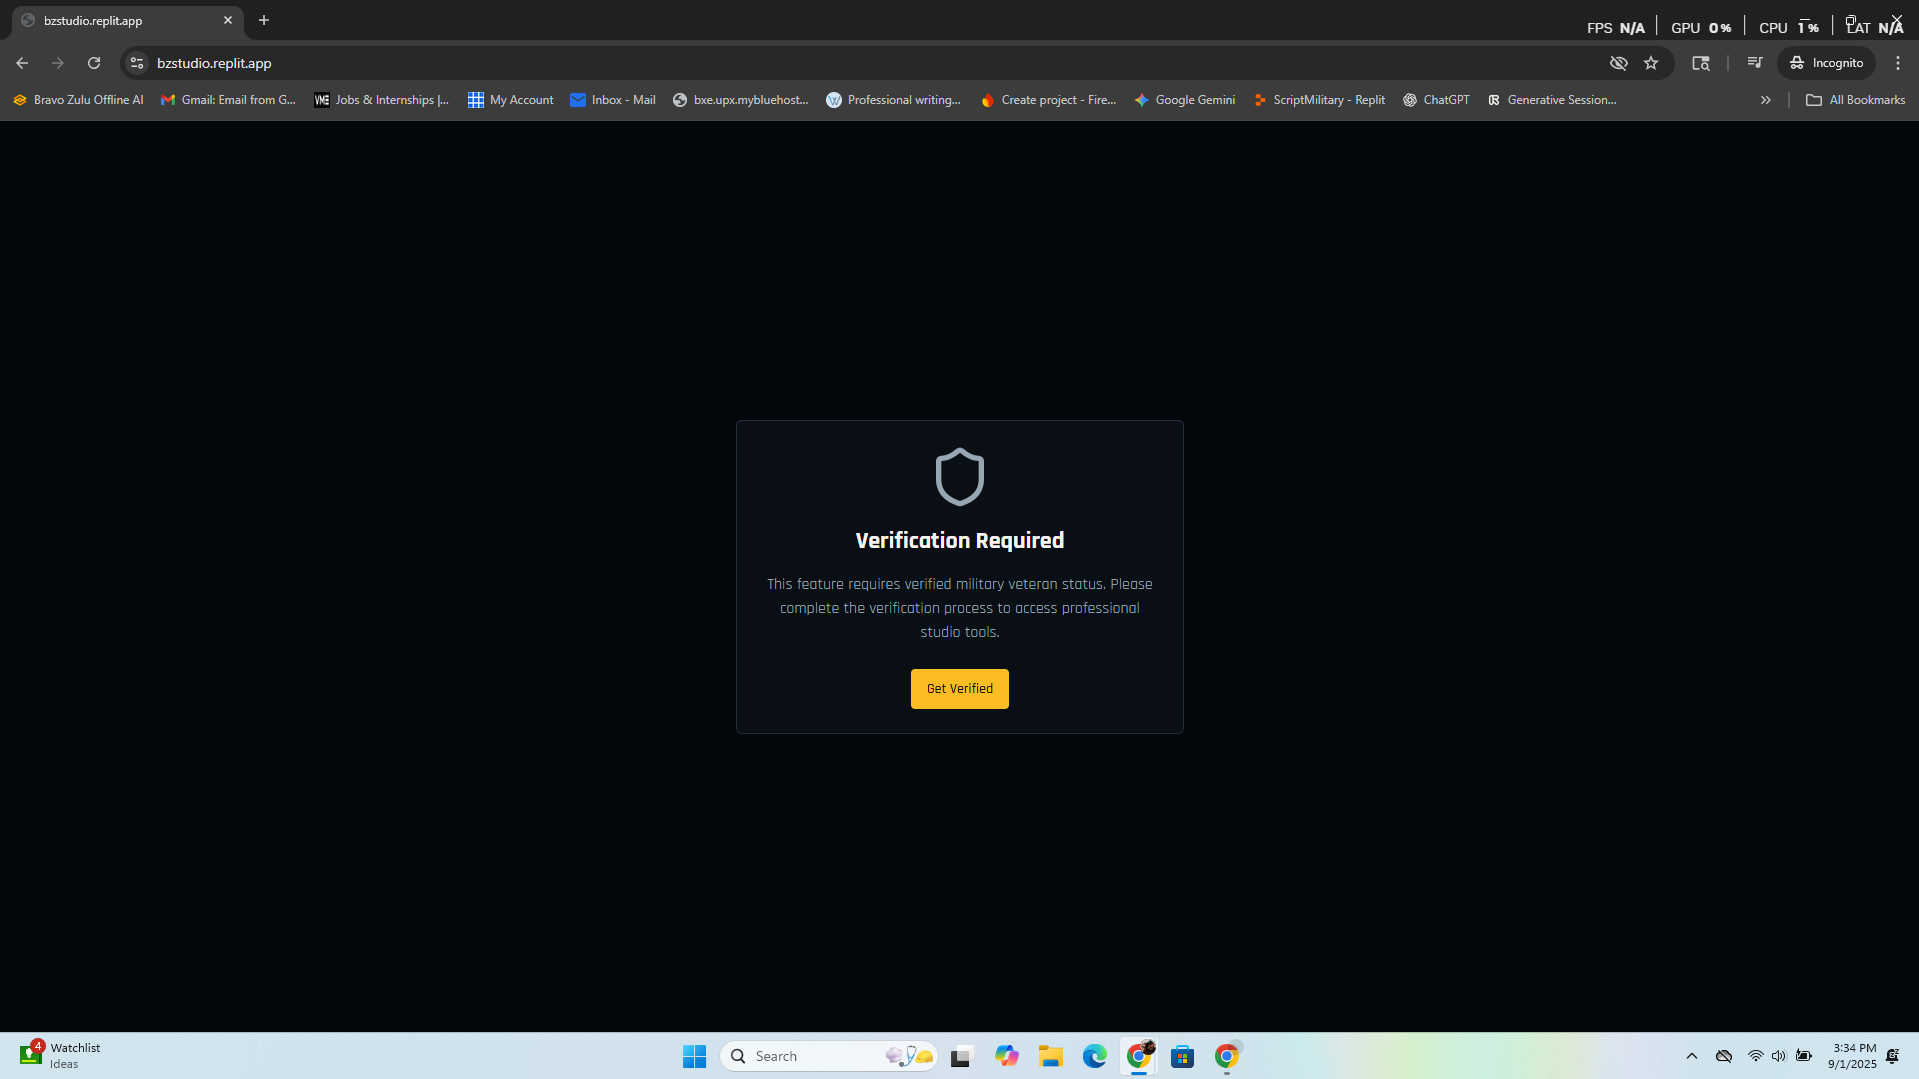 bzstudio.replit.app
FPS N/A GPU 0% CPU 1% LAT N/A
bzstudio.replit.app
Incognito
Bravo Zulu Offline AI
Gmail: Email from G...
VME Jobs & Internships |...
My Account
Inbox - Mail
bxe.upx.mybluehost...
Professional writing...
Create project - Fire...
Google Gemini
ScriptMilitary - Replit
ChatGPT
Generative Session...
All Bookmarks
Verification Required
This feature requires verified military veteran status. Please
complete the verification process to access professional
studio tools.
Get Verified
4
Watchlist
Ideas
Search
3:34 PM
9/1/2025